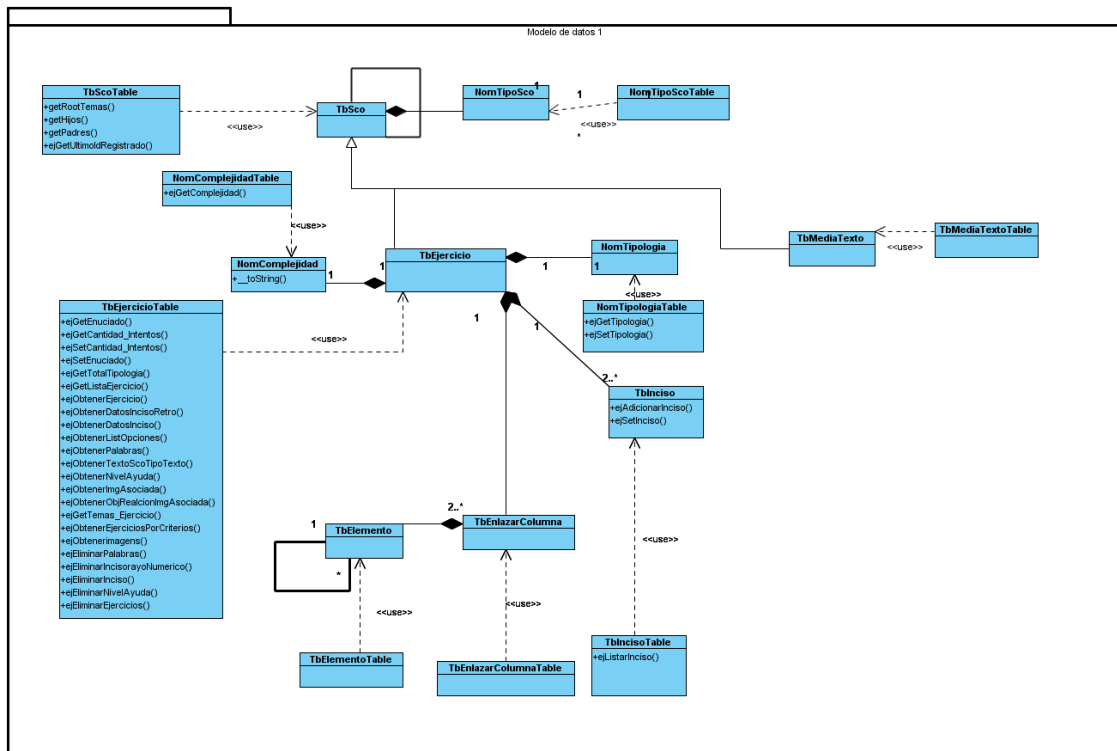 Modelo de datos 1
TbScoTable
+getRootTemas()
+getHijos()
+getPadres()
+ejGetUltimoIdRegistrado()
<<use>>
TbSco
NomTipoSco
1
1
<<use>>
*
NomTipoScoTable
1
NomComplejidadTable
+ejGetComplejidad()
<<use>>
NomComplejidad
+__toString()
1
1
TbEjercicio
1
1
NomTipologia
<<use>>
NomTipologiaTable
+ejGetTipologia()
+ejSetTipologia()
TbMediaTexto
<<use>>
TbMediaTextoTable
TbEjercicioTable
+ejGetEnuciado()
+ejGetCantidad_Intentos()
+ejSetCantidad_Intentos()
+ejSetEnuciado()
+ejGetTotalTipologia()
+ejGetListaEjercicio()
+ejObtenerEjercicio()
+ejObtenerDatosIncisoRetro()
+ejObtenerDatosInciso()
+ejObtenerListOpciones()
+ejObtenerPalabras()
+ejObtenerTextoScoTipoTexto()
+ejObtenerNivelAyuda()
+ejObtenerImgAsociada()
+ejObtenerObjRealcionImgAsociada()
+ejGetTemas_Ejercicio()
+ejObtenerEjerciciosPorCriterios()
+ejObtenerimagens()
+ejEliminarPalabras()
+ejEliminarIncisorayoNumerico()
+ejEliminarInciso()
+ejEliminarNivelAyuda()
+ejEliminarEjercicios()
<<use>>
1
1
2..*
TbInciso
+ejAdicionarInciso()
+ejSetInciso()
<<use>>
2..*
TbEnlazarColumna
1
TbElemento
*
<<use>>
<<use>>
TbElementoTable
TbEnlazarColumnaTable
TbIncisoTable
+ejListarInciso()